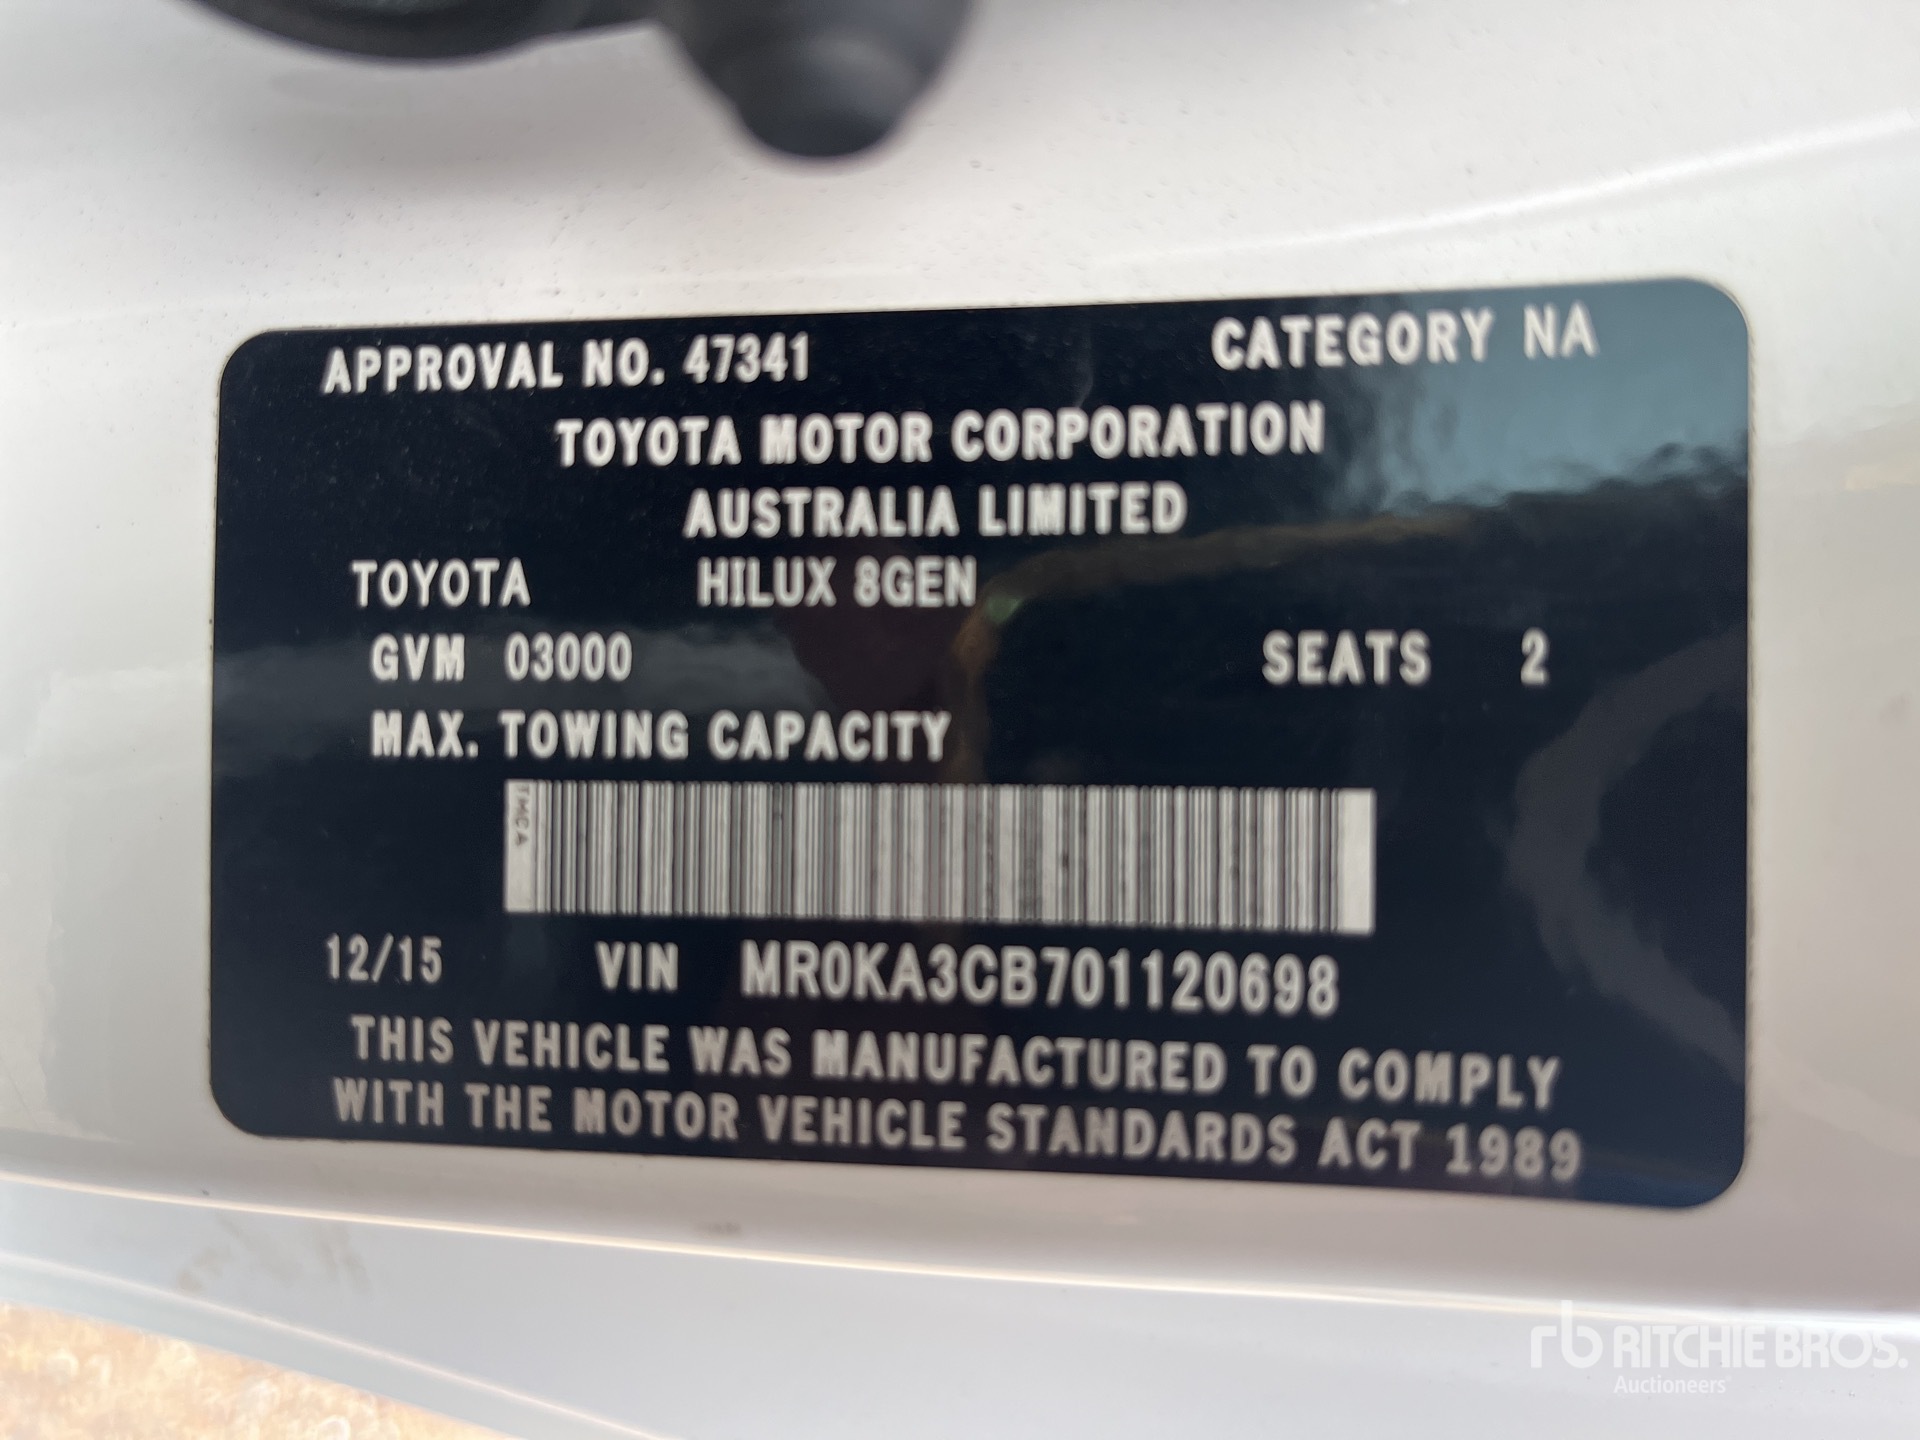 APPROVAL NO. 47341 CATEGORY NA
TOYOTA MOTOR CORPORATION
AUSTRALIA LIMITED
TOYOTA HILUX 8GEN
GVM 03000 SEATS 2
MAX. TOWING CAPACITY
TMCA
12/15 VIN MR0KA3CB701120698
THIS VEHICLE WAS MANUFACTURED TO COMPLY
WITH THE MOTOR VEHICLE STANDARDS ACT 1989
rb RITCHIE BROS.
Auctioneers